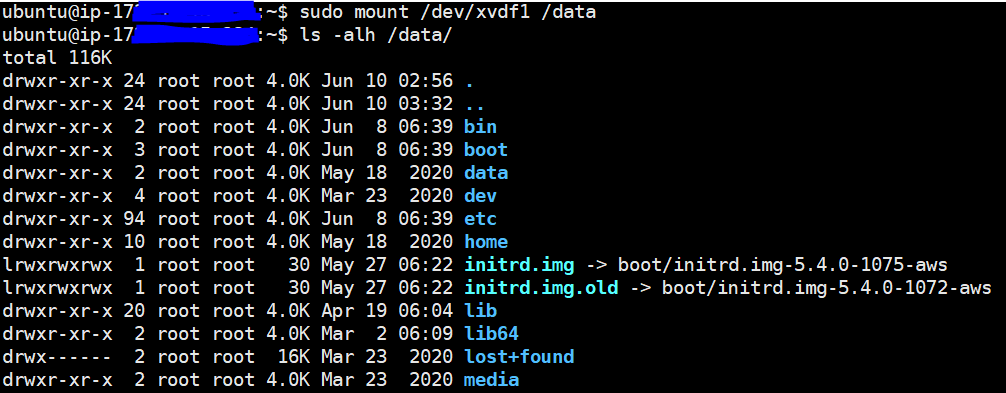 ubuntu@ip-17 :~$ sudo mount /dev/xvdf1 /data
ubuntu@ip-17 :~$ ls -alh /data/
total 116K
drwxr-xr-x 24 root root 4.0K Jun 10 02:56 .
drwxr-xr-x 24 root root 4.0K Jun 10 03:32 ..
drwxr-xr-x  2 root root 4.0K Jun  8 06:39 bin
drwxr-xr-x  3 root root 4.0K Jun  8 06:39 boot
drwxr-xr-x  2 root root 4.0K May 18  2020 data
drwxr-xr-x  4 root root 4.0K Mar 23  2020 dev
drwxr-xr-x 94 root root 4.0K Jun  8 06:39 etc
drwxr-xr-x 10 root root 4.0K May 18  2020 home
lrwxrwxrwx  1 root root   30 May 27 06:22 initrd.img -> boot/initrd.img-5.4.0-1075-aws
lrwxrwxrwx  1 root root   30 May 27 06:22 initrd.img.old -> boot/initrd.img-5.4.0-1072-aws
drwxr-xr-x 20 root root 4.0K Apr 19 06:04 lib
drwxr-xr-x  2 root root 4.0K Mar  2 06:09 lib64
drwx------  2 root root  16K Mar 23  2020 lost+found
drwxr-xr-x  2 root root 4.0K Mar 23  2020 media